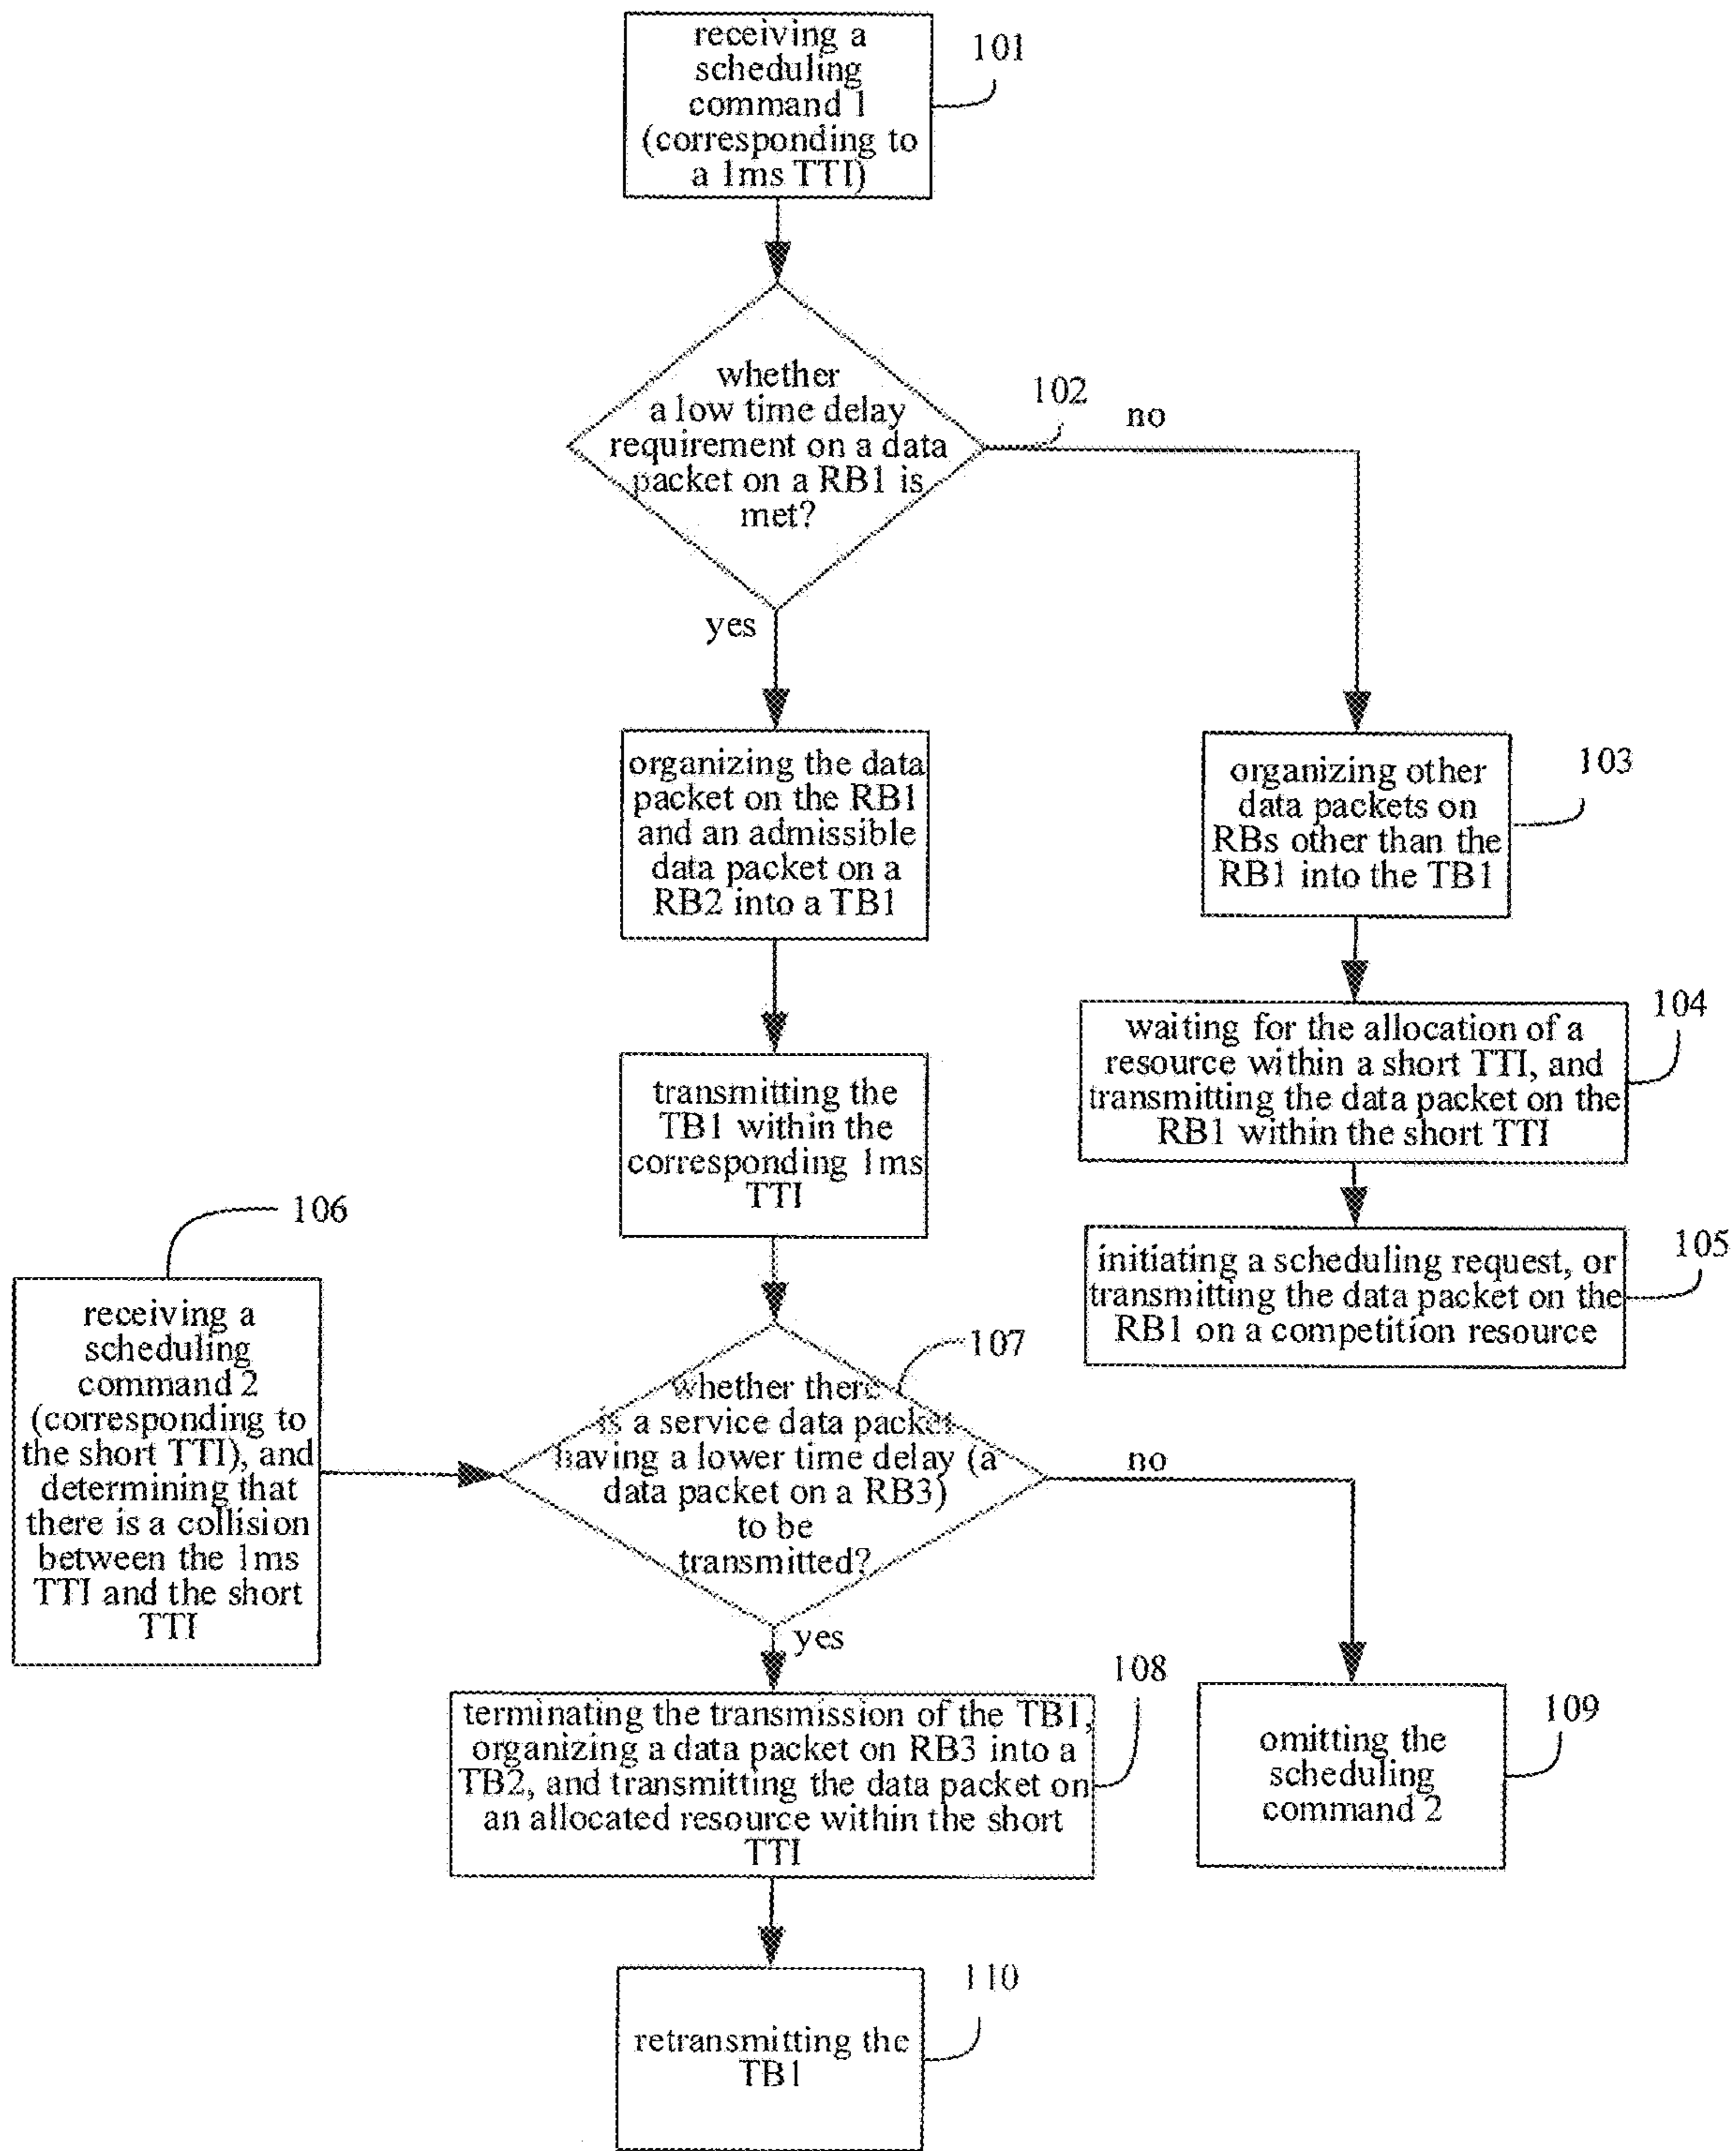 receiving a
scheduling
command 1
(corresponding to
a 1ms TTI)
101
whether
a low time delay
requirement on a data
packet on a RB1 is
met?
102
no
yes
organizing the data
packet on the RB1
and an admissible
data packet on a
RB2 into a TB1
organizing other
data packets on
RBs other than the
RB1 into the TB1
103
transmitting the
TB1 within the
corresponding 1ms
TTI
waiting for the allocation of a
resource within a short TTI, and
transmitting the data packet on the
RB1 within the short TTI
104
initiating a scheduling request, or
transmitting the data packet on the
RB1 on a competition resource
105
106
receiving a
scheduling
command 2
(corresponding to
the short TTI), and
determining that
there is a collision
between the 1ms
TTI and the short
TTI
107
whether there
is a service data packet
having a lower time delay (a
data packet on a RB3)
to be
transmitted?
no
yes
terminating the transmission of the TB1,
organizing a data packet on RB3 into a
TB2, and transmitting the data packet on
an allocated resource within the short
TTI
108
omitting the
scheduling
command 2
109
retransmitting the
TB1
110